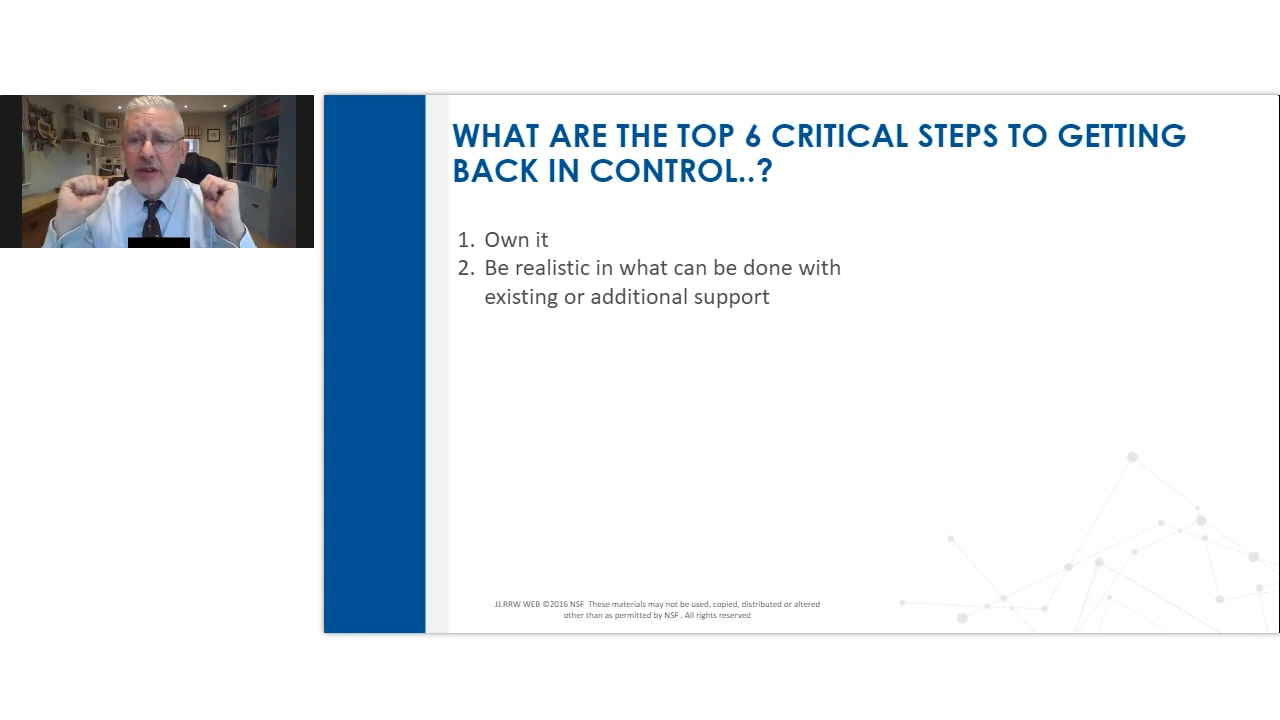 WHAT ARE THE TOP 6 CRITICAL STEPS TO GETTING
BACK IN CONTROL..?
1. Own it
2. Be realistic in what can be done with
existing or additional support
JJ.RRW WEB ©2016 NSF These materials may not be used, copied, distributed or altered
other than as permitted by NSF . All rights reserved